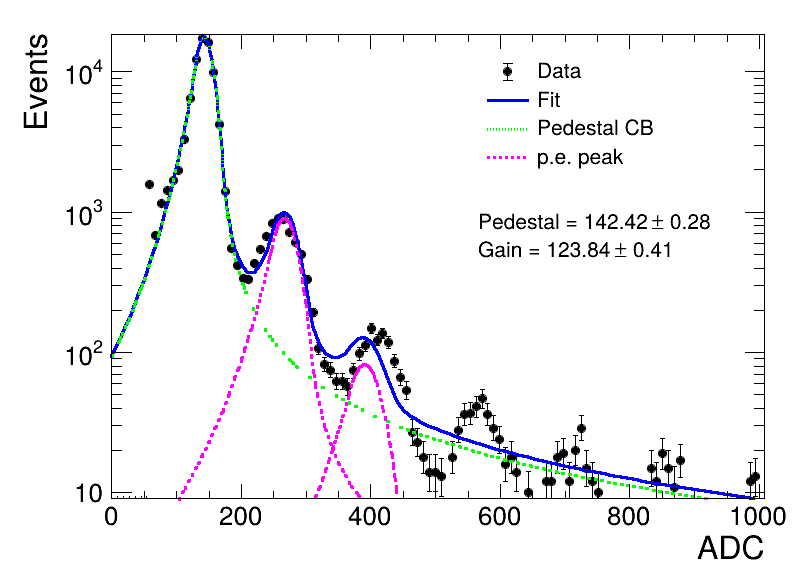 Events
10⁴
10³
10²
10
Data
Fit
Pedestal CB
p.e. peak
Pedestal = 142.42 ± 0.28
Gain = 123.84 ± 0.41
0 200 400 600 800 1000
ADC